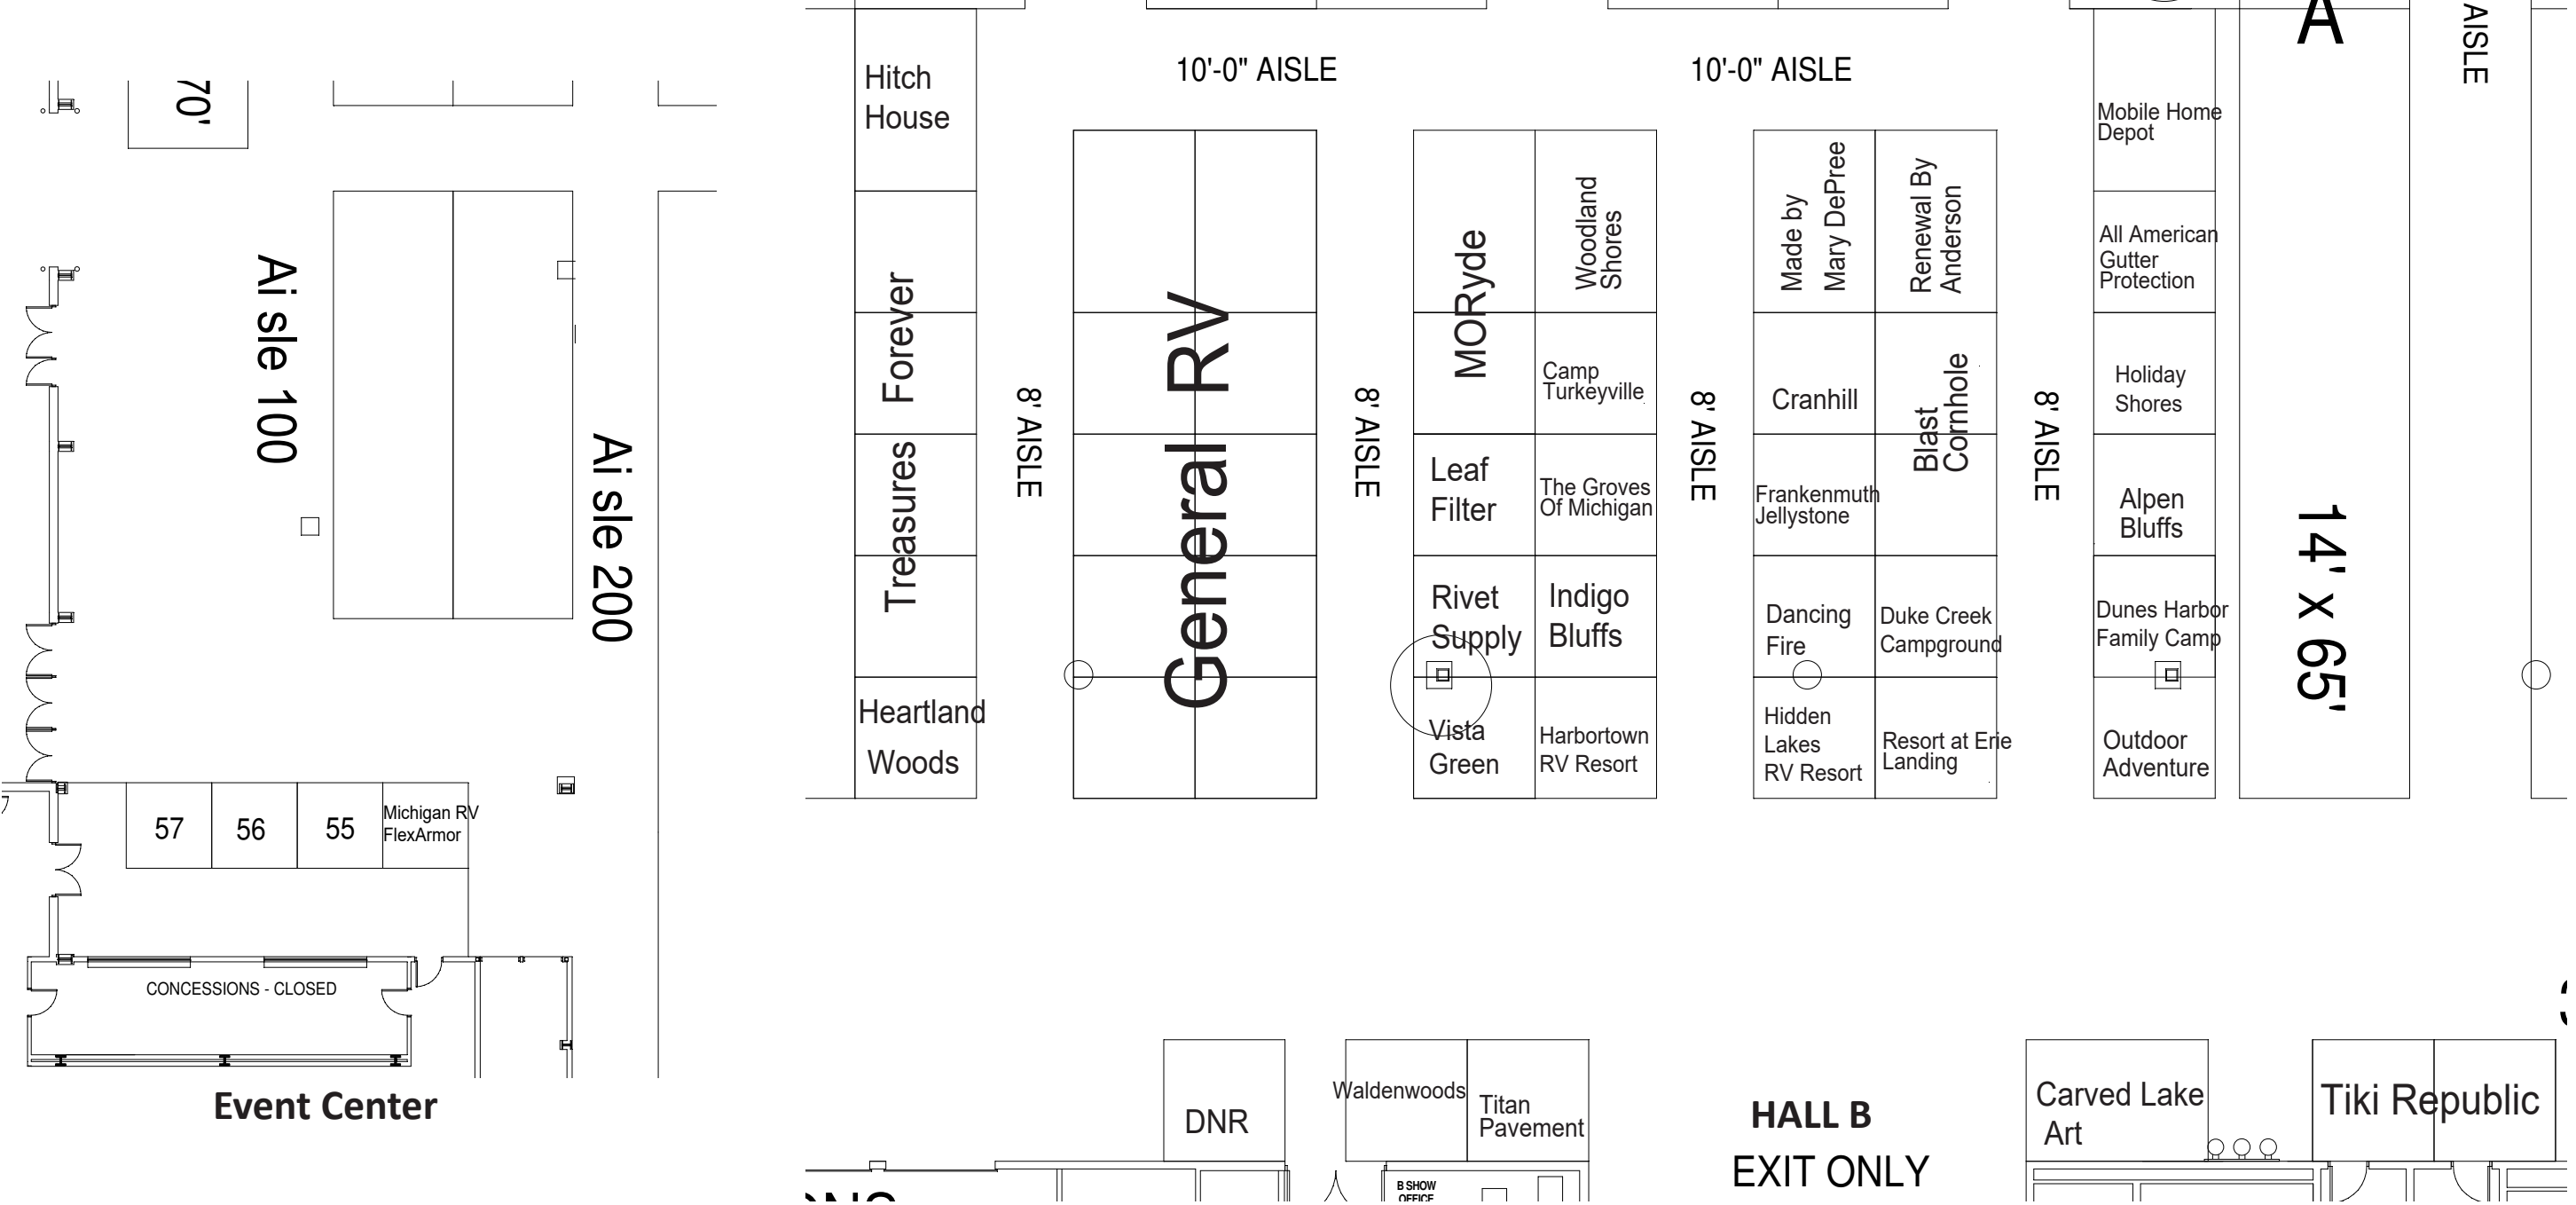 70'
Ai sle 100
Ai sle 200
57
56
55
Michigan RV
FlexArmor
CONCESSIONS - CLOSED
Event Center
Hitch
House
Treasures Forever
Heartland
Woods
10'-0" AISLE
10'-0" AISLE
8' AISLE
General RV
8' AISLE
MORyde
Woodland
Shores
Camp
Turkeyville
Leaf
Filter
The Groves
Of Michigan
Rivet
Supply
Indigo
Bluffs
Vista
Green
Harbortown
RV Resort
8' AISLE
Made by
Mary DePree
Renewal By
Anderson
Cranhill
Blast
Cornhole
Frankenmuth
Jellystone
Dancing
Fire
Duke Creek
Campground
Hidden
Lakes
RV Resort
Resort at Erie
Landing
8' AISLE
Mobile Home
Depot
All American
Gutter
Protection
Holiday
Shores
Alpen
Bluffs
Dunes Harbor
Family Camp
Outdoor
Adventure
A
14' x 65'
AISLE
DNR
Waldenwoods
Titan
Pavement
B SHOW
OFFICE
HALL B
EXIT ONLY
Carved Lake
Art
Tiki Republic